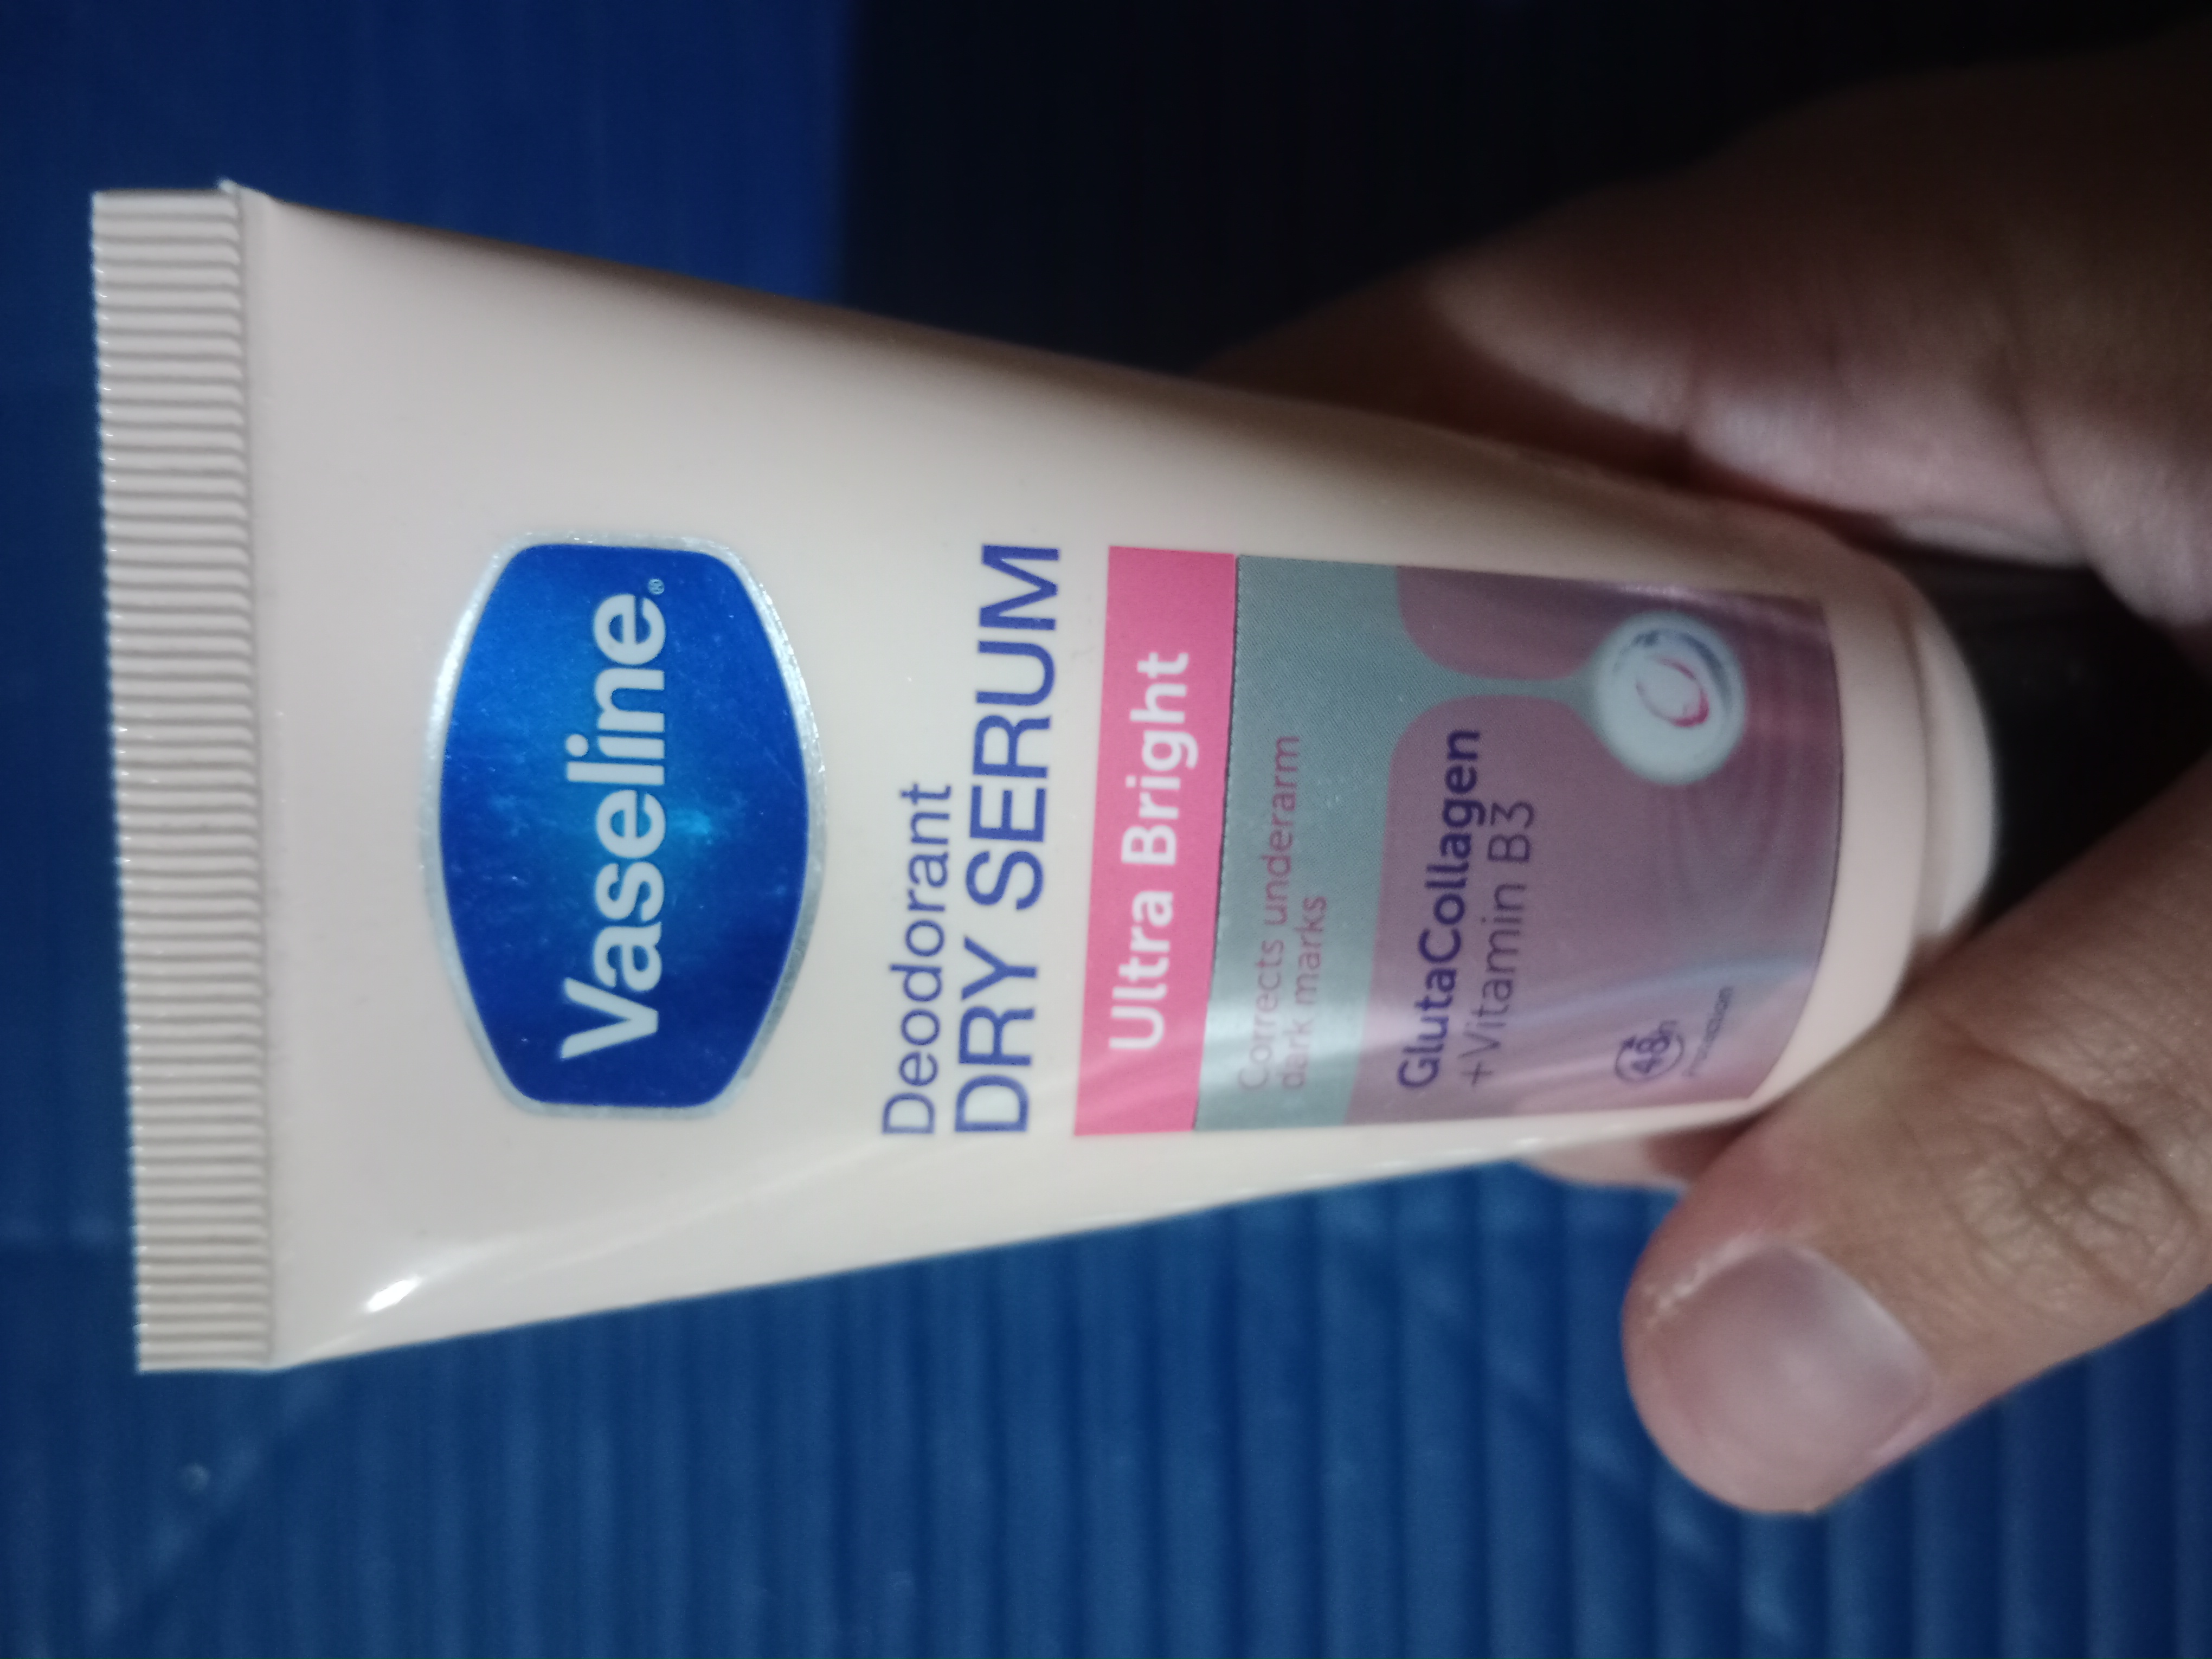 Vaseline®
Deodorant
DRY SERUM
Ultra Bright
Corrects underarm
dark marks
GlutaCollagen
+Vitamin B3
48h